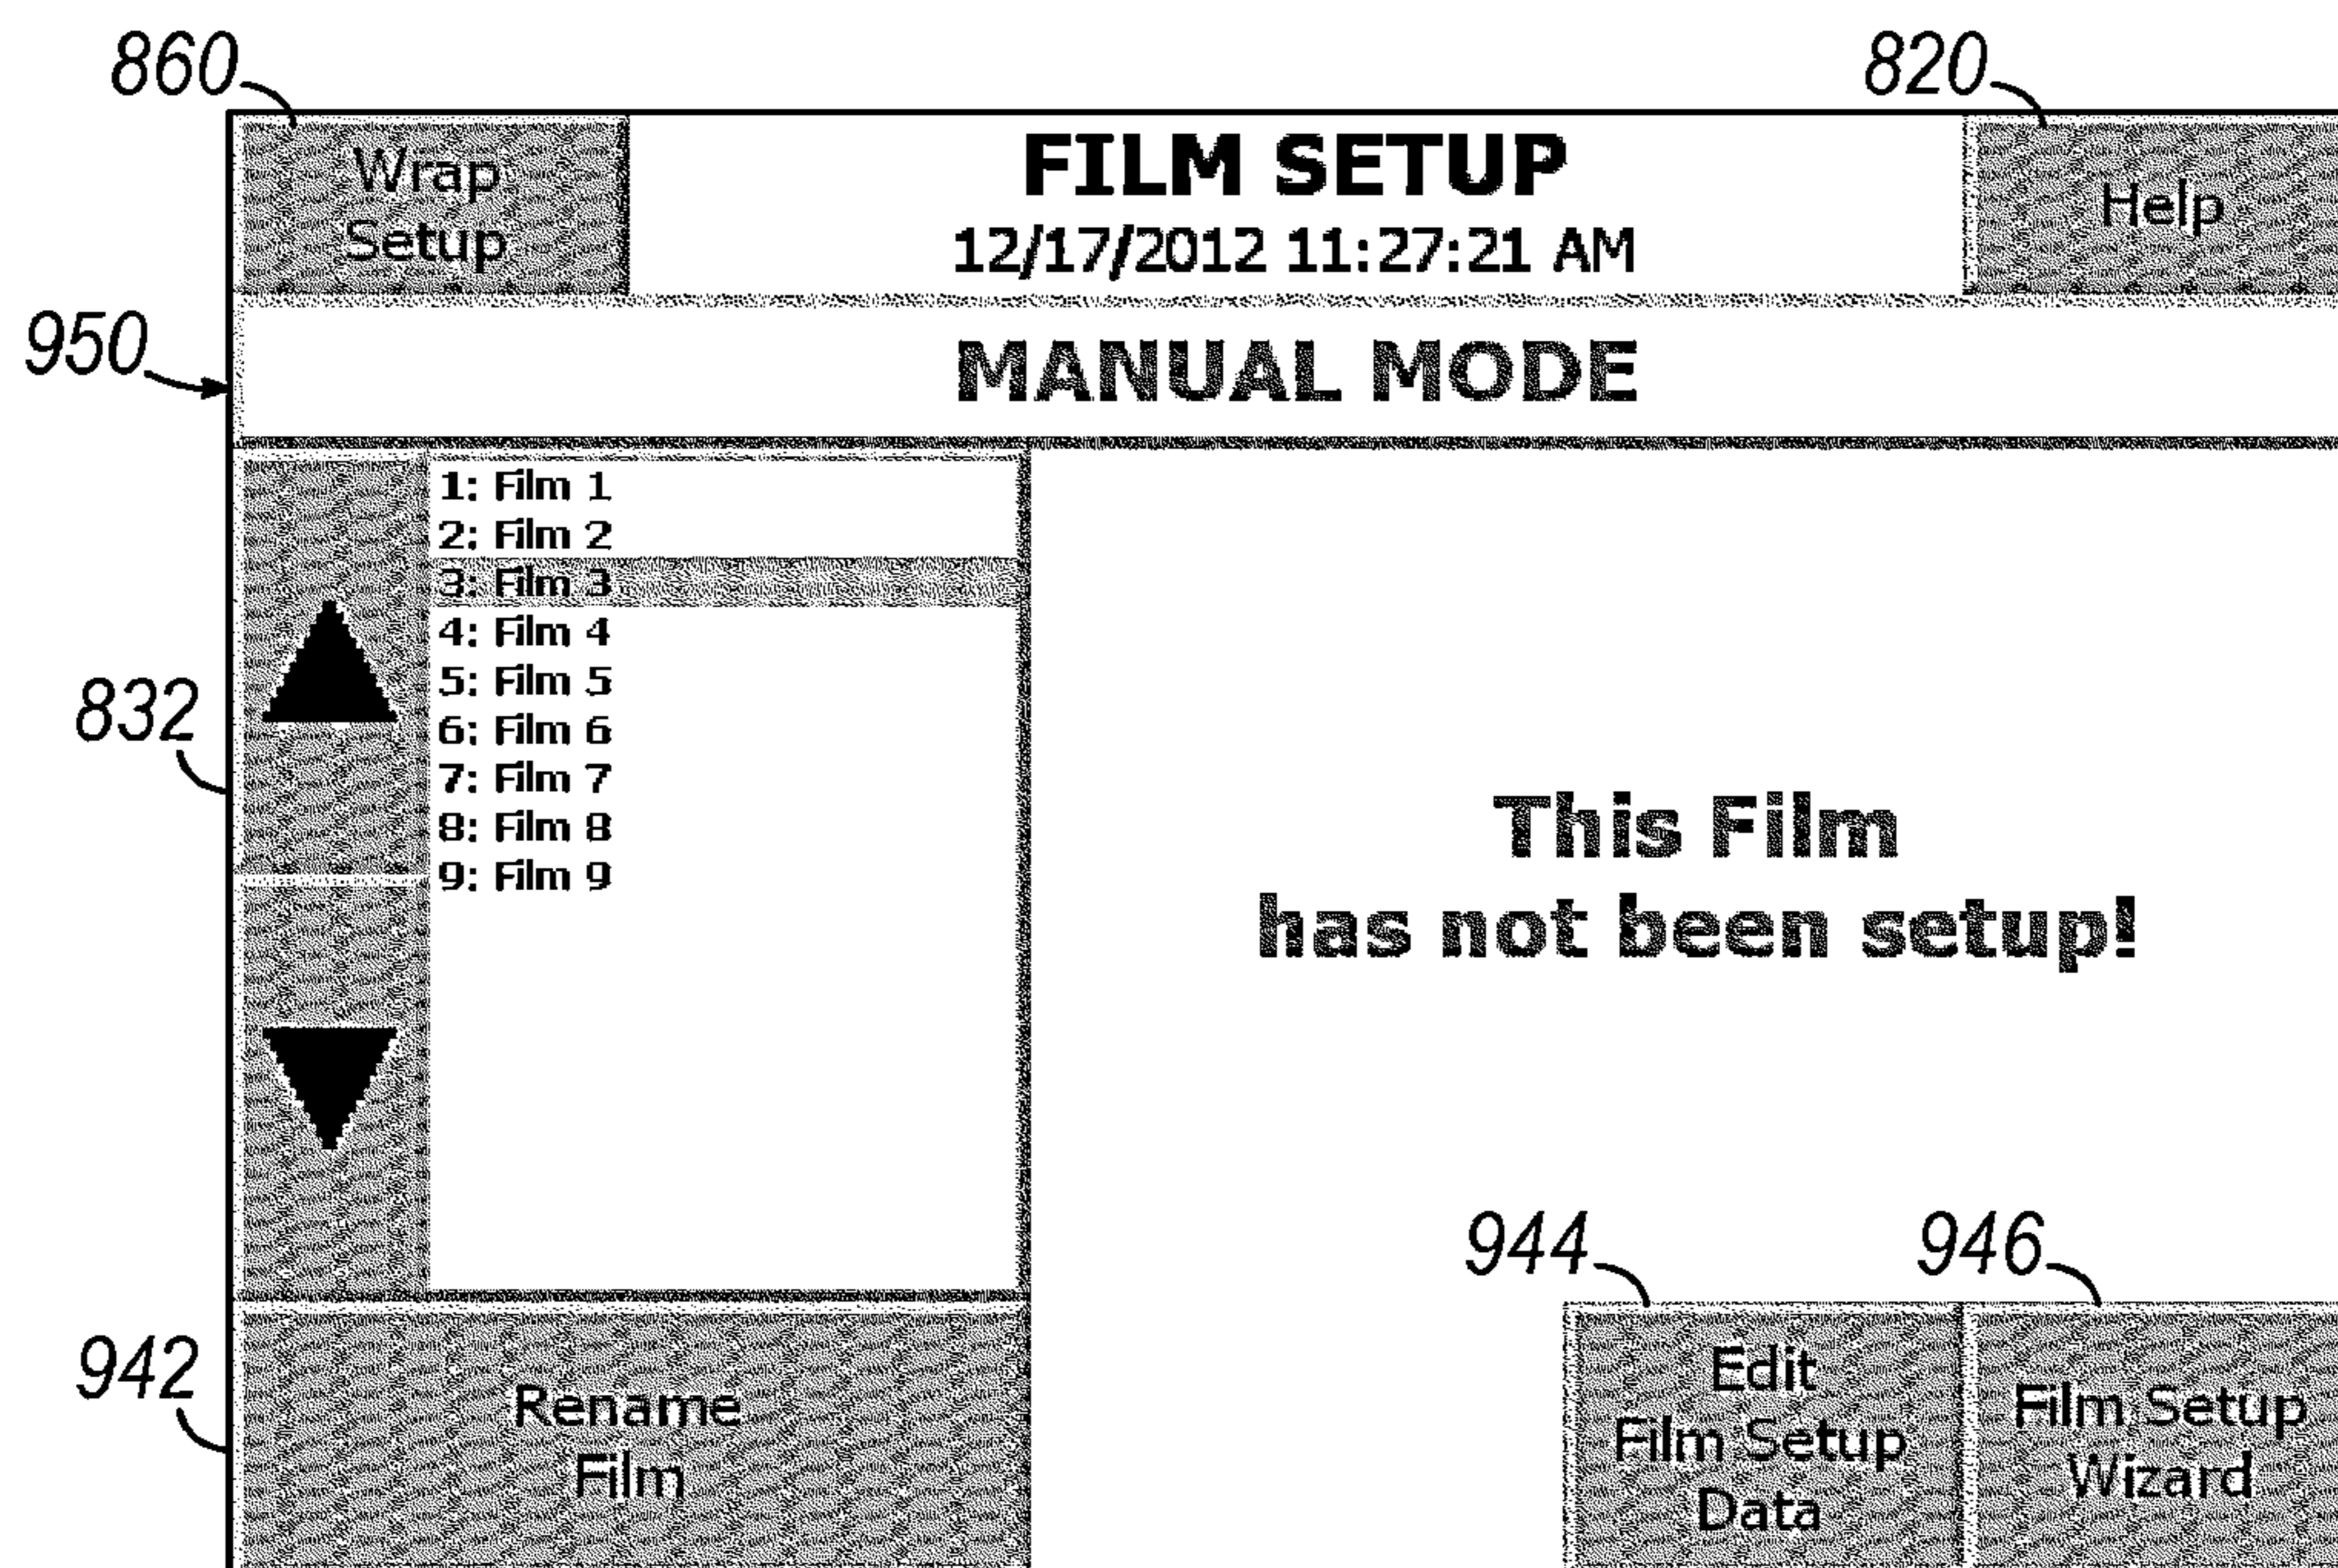 860
820
Wrap
Setup
FILM SETUP
12/17/2012 11:27:21 AM
Help
950
MANUAL MODE
1: Film 1
2: Film 2
3: Film 3
4: Film 4
5: Film 5
6: Film 6
7: Film 7
8: Film 8
9: Film 9
832
This Film
has not been setup!
944
946
942
Rename
Film
Edit
Film Setup
Data
Film Setup
Wizard